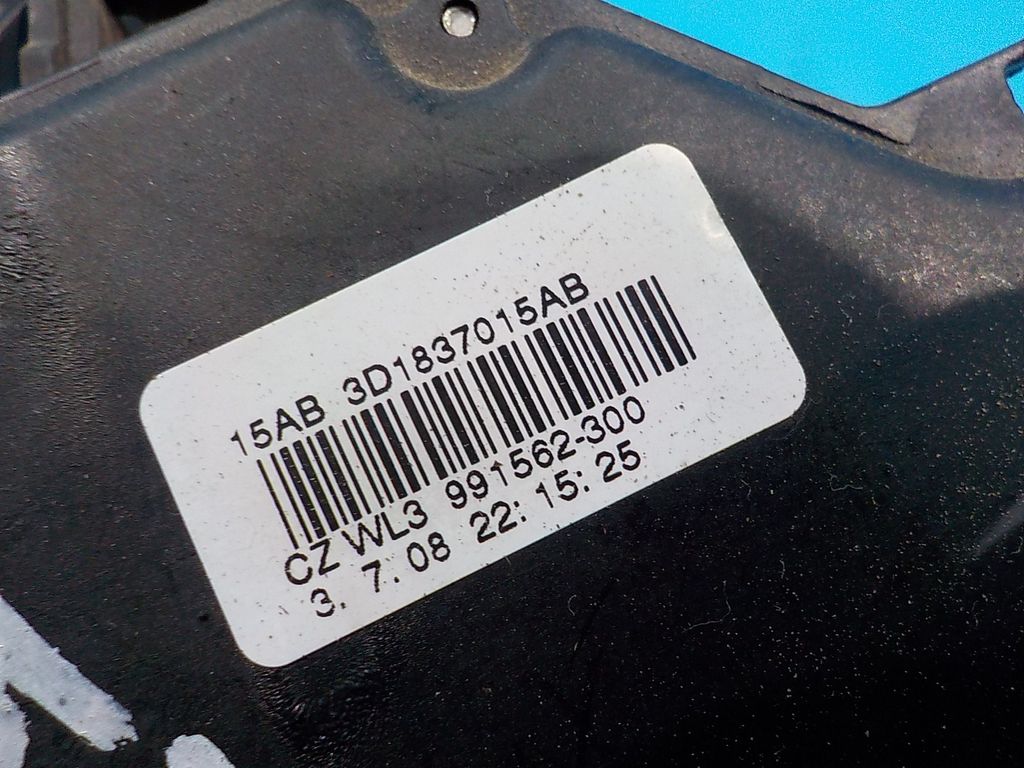 15AB 3D1837015AB
CZ WL3 991562-300
3. 7. 08 22: 15: 25